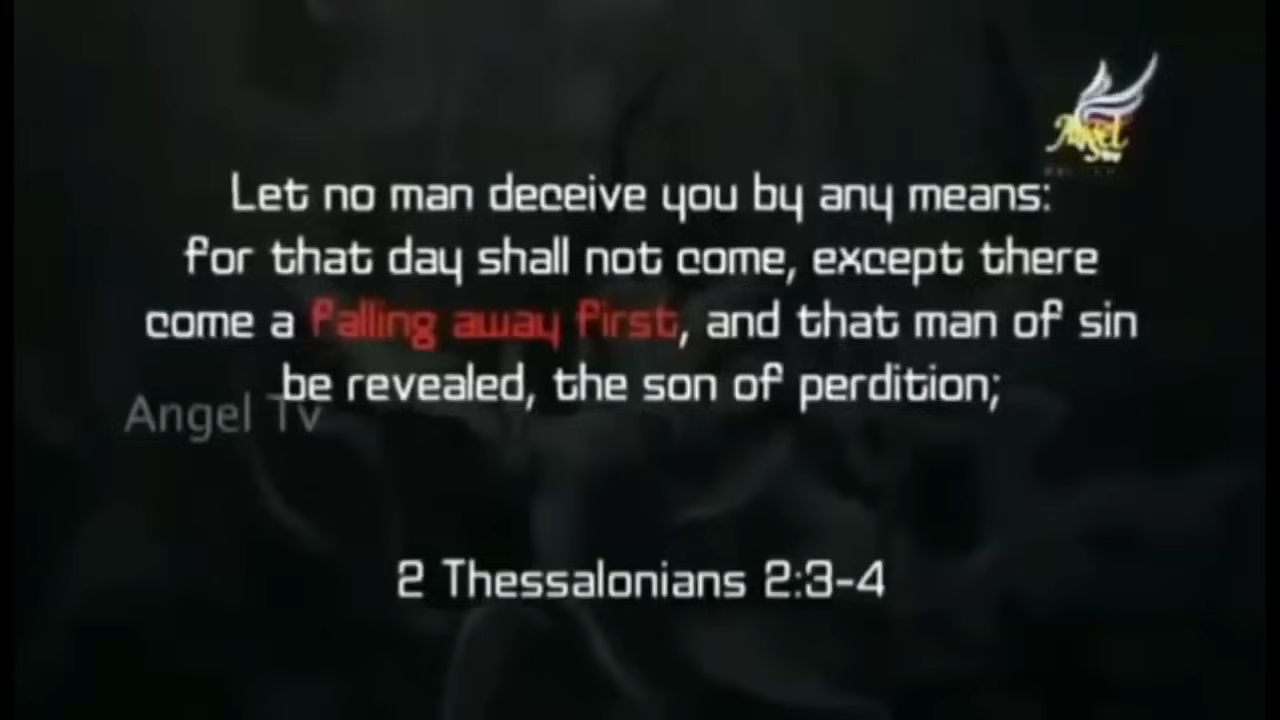 Angel
Let no man deceive you by any means:
for that day shall not come, except there
come a falling away first, and that man of sin
be revealed, the son of perdition;
Angel Tv
2 Thessalonians 2:3-4